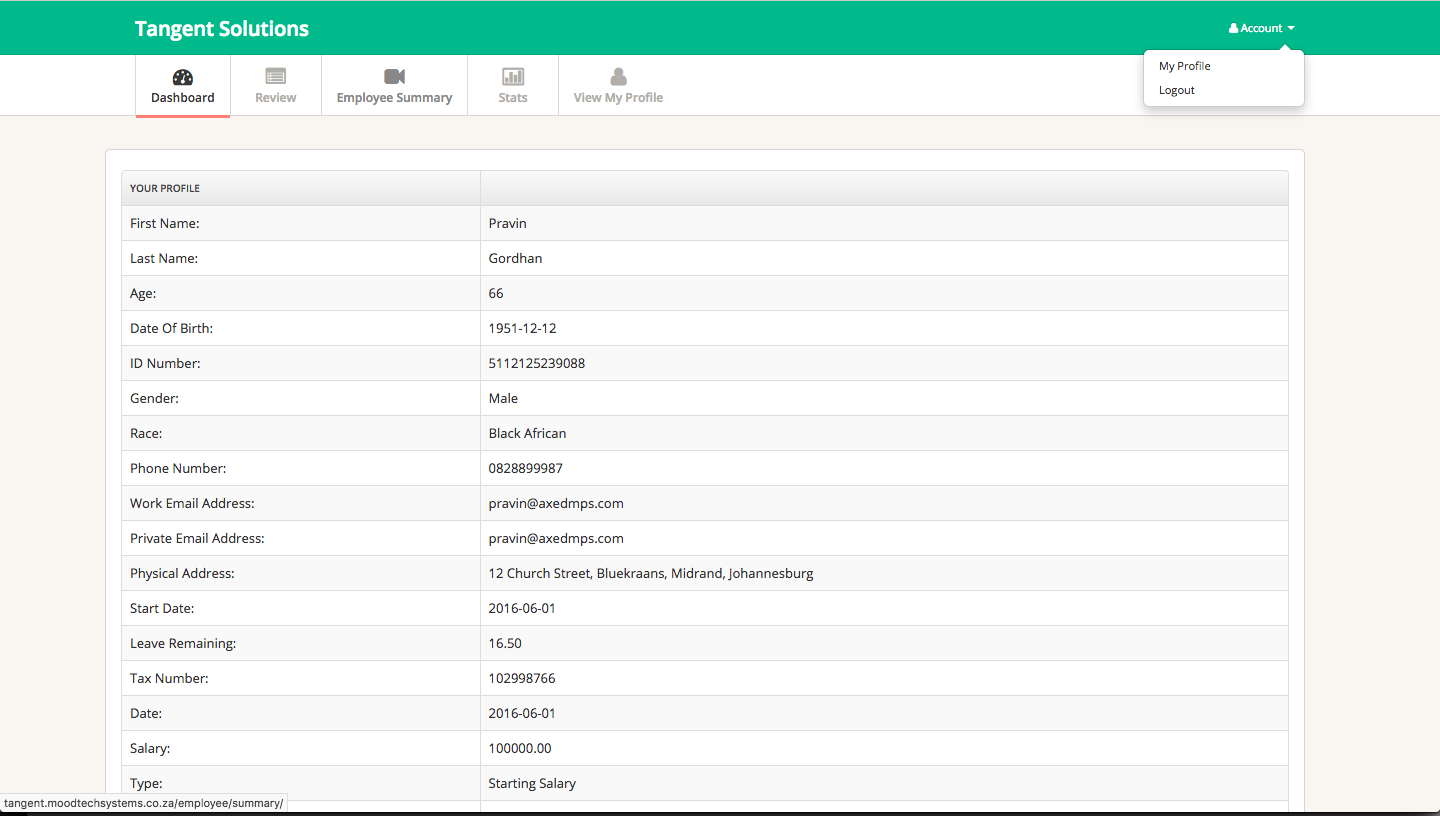 Tangent Solutions
Account
My Profile
Logout
Dashboard
Review
Employee Summary
Stats
View My Profile
YOUR PROFILE
First Name: Pravin
Last Name: Gordhan
Age: 66
Date Of Birth: 1951-12-12
ID Number: 5112125239088
Gender: Male
Race: Black African
Phone Number: 0828899987
Work Email Address: pravin@axedmps.com
Private Email Address: pravin@axedmps.com
Physical Address: 12 Church Street, Bluekraans, Midrand, Johannesburg
Start Date: 2016-06-01
Leave Remaining: 16.50
Tax Number: 102998766
Date: 2016-06-01
Salary: 100000.00
Type: Starting Salary
tangent.moodtechsystems.co.za/employee/summary/